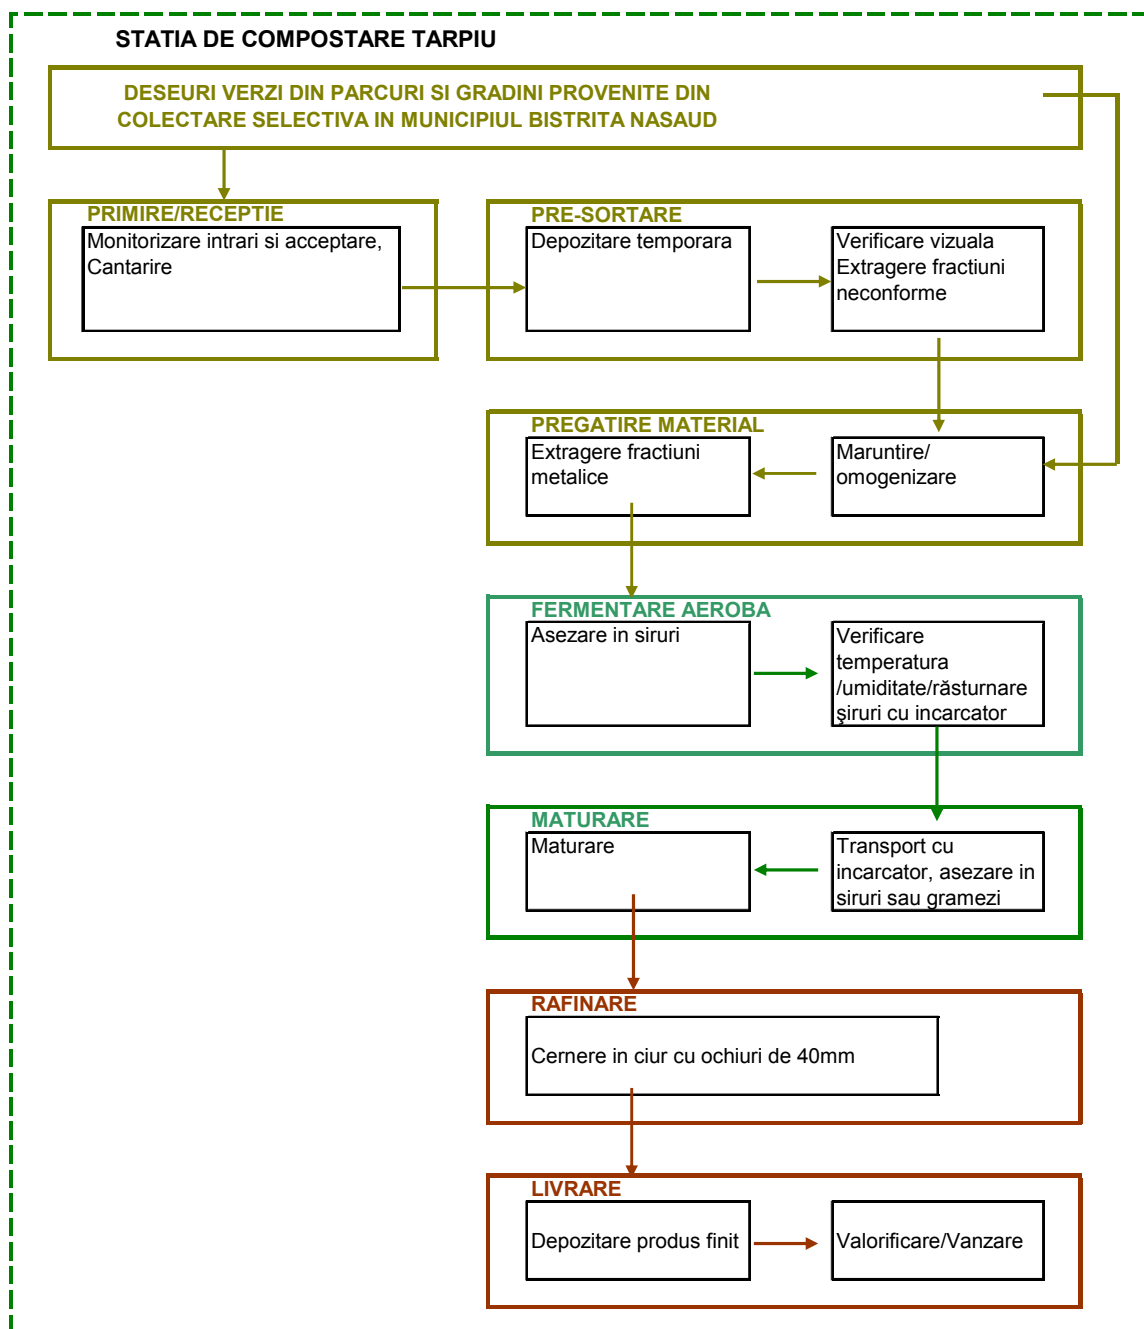 STATIA DE COMPOSTARE TARPIU
DESEURI VERZI DIN PARCURI SI GRADINI PROVENITE DIN
COLECTARE SELECTIVA IN MUNICIPIUL BISTRITA NASAUD
PRIMIRE/RECEPTIE
Monitorizare intrari si acceptare,
Cantarire
PRE-SORTARE
Depozitare temporara
Verificare vizuala
Extragere fractiuni
neconforme
PREGATIRE MATERIAL
Extragere fractiuni
metalice
Maruntire/
omogenizare
FERMENTARE AEROBA
Asezare in siruri
Verificare
temperatura
/umiditate/răsturnare
şiruri cu incarcator
MATURARE
Maturare
Transport cu
incarcator, asezare in
siruri sau gramezi
RAFINARE
Cernere in ciur cu ochiuri de 40mm
LIVRARE
Depozitare produs finit
Valorificare/Vanzare